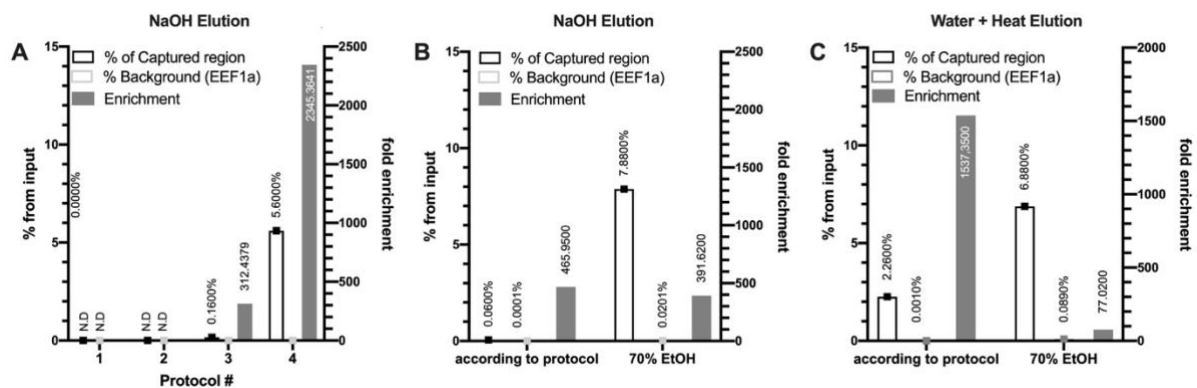 NaOH Elution
A
% of Captured region
% Background (EEF1a)
Enrichment
% from input
15
10
5
0
fold enrichment
2500
2000
1500
1000
500
0
0.0000%
N.D
N.D
N.D
N.D
0.1600%
312.4379
5.6000%
2345.3641
1
2
3
4
Protocol #
NaOH Elution
B
% of Captured region
% Background (EEF1a)
Enrichment
% from input
15
10
5
0
fold enrichment
2500
2000
1500
1000
500
0
0.0600%
0.0001%
465.9500
7.8800%
0.0201%
391.6200
according to protocol
70% EtOH
Water + Heat Elution
C
% of Captured region
% Background (EEF1a)
Enrichment
% from input
15
10
5
0
fold enrichment
2000
1500
1000
500
0
2.2600%
0.0010%
1537.3500
6.8800%
0.0890%
77.0200
according to protocol
70% EtOH